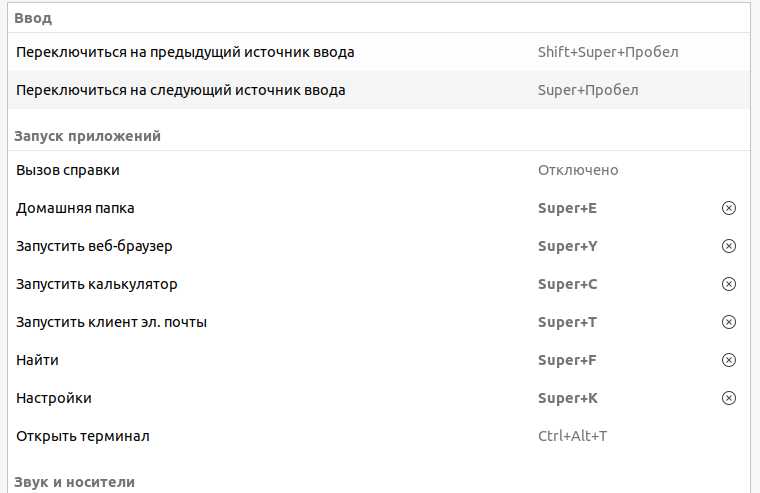 Ввод
Переключиться на предыдущий источник ввода Shift+Super+Пробел
Переключиться на следующий источник ввода Super+Пробел
Запуск приложений
Вызов справки Отключено
Домашняя папка Super+E
Запустить веб-браузер Super+Y
Запустить калькулятор Super+C
Запустить клиент эл. почты Super+T
Найти Super+F
Настройки Super+K
Открыть терминал Ctrl+Alt+T
Звук и носители